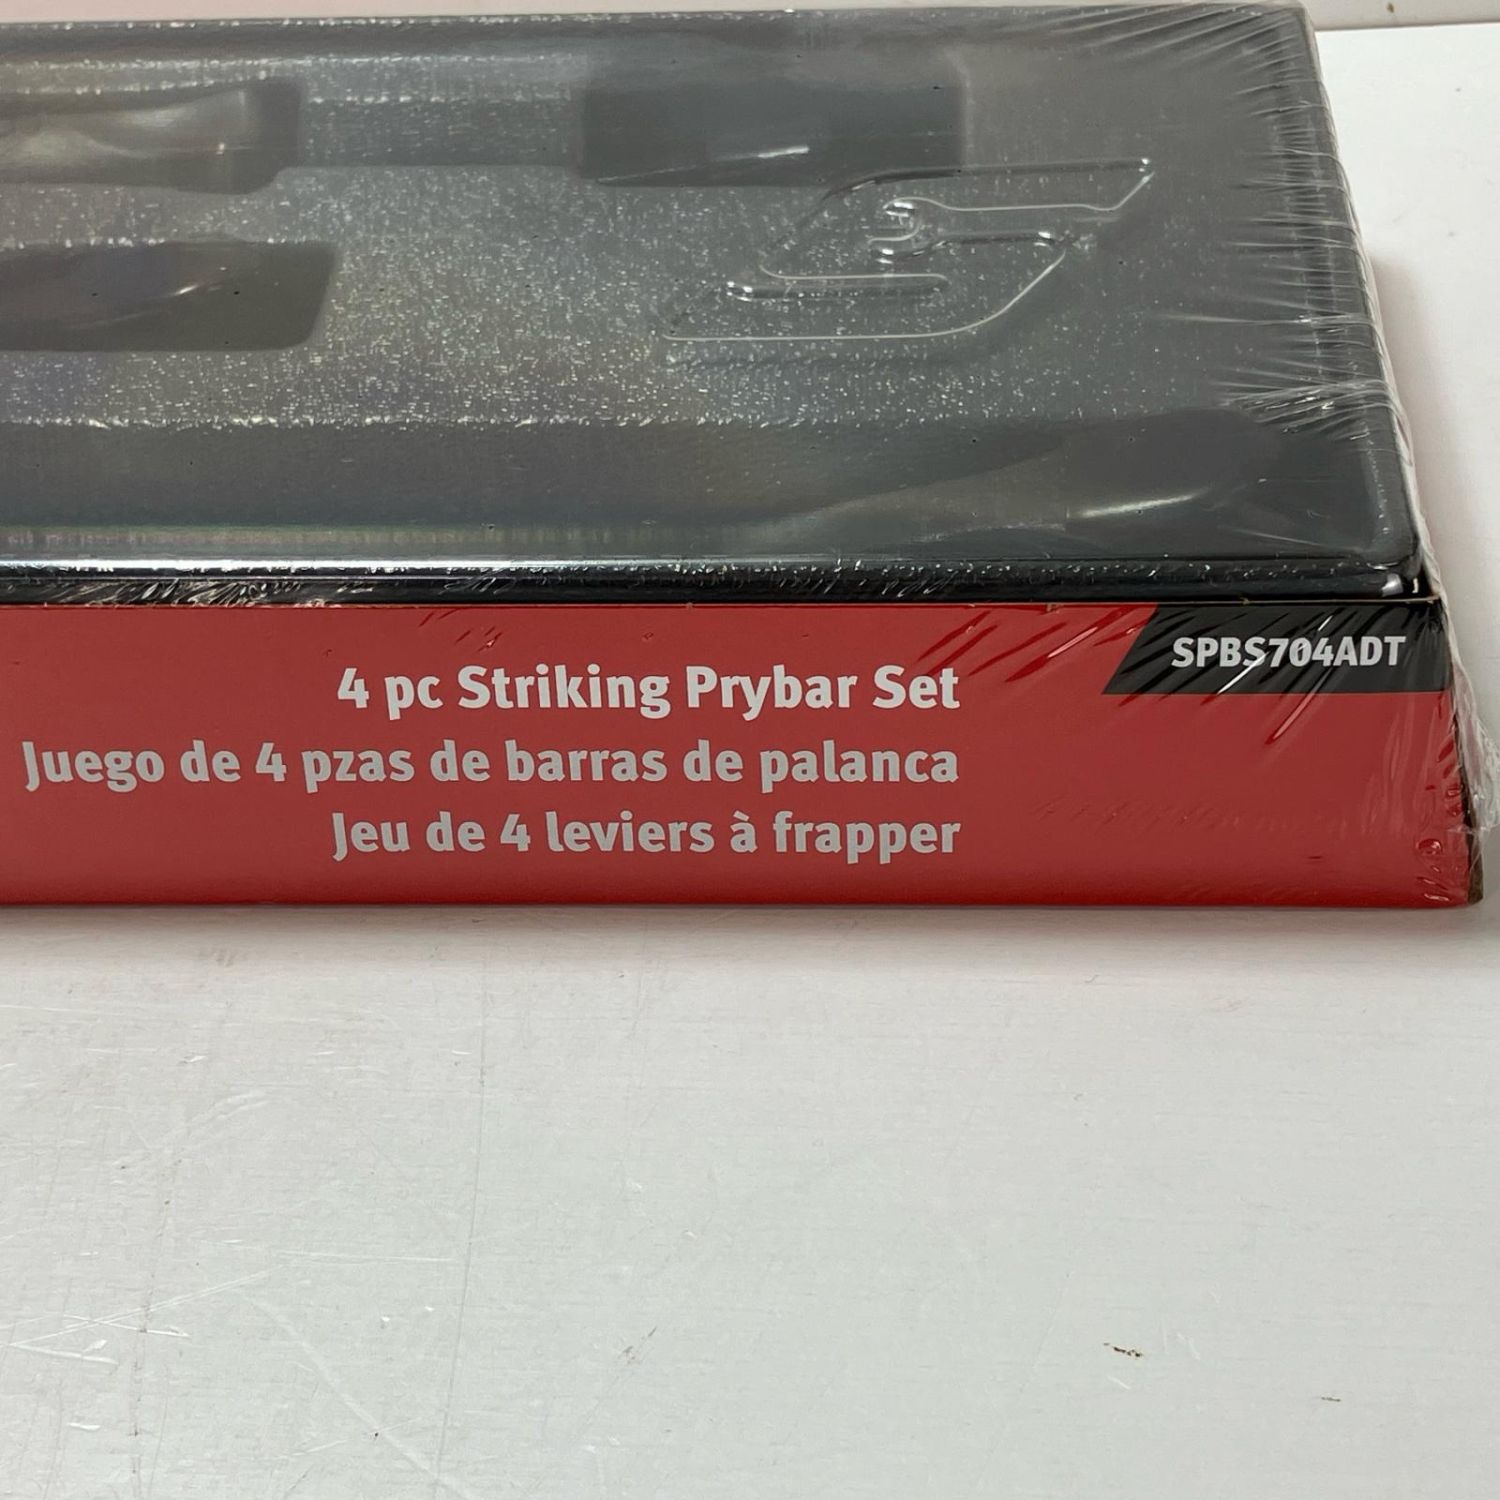 SPBS704ADT
4 pc Striking Prybar Set
Juego de 4 pzas de barras de palanca
Jeu de 4 leviers à frapper